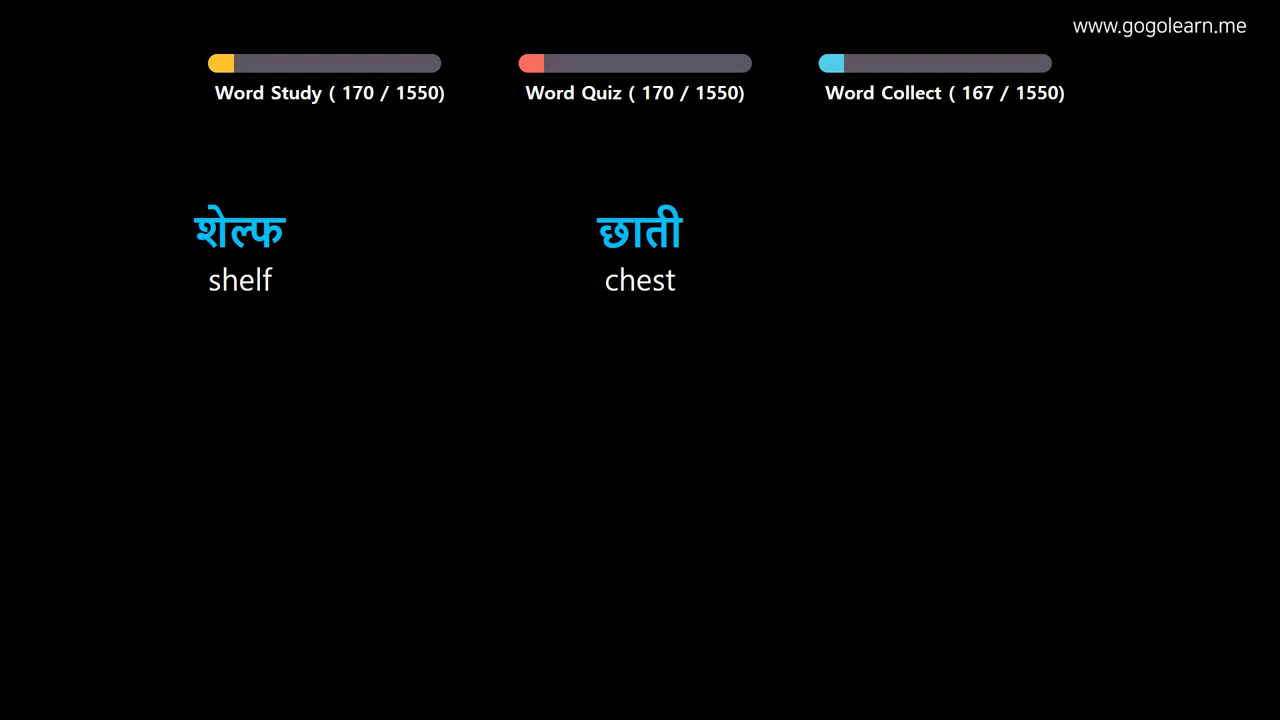 www.gogolearn.me
Word Study ( 170 / 1550)
Word Quiz ( 170 / 1550)
Word Collect ( 167 / 1550)
शेल्फ
shelf
छाती
chest